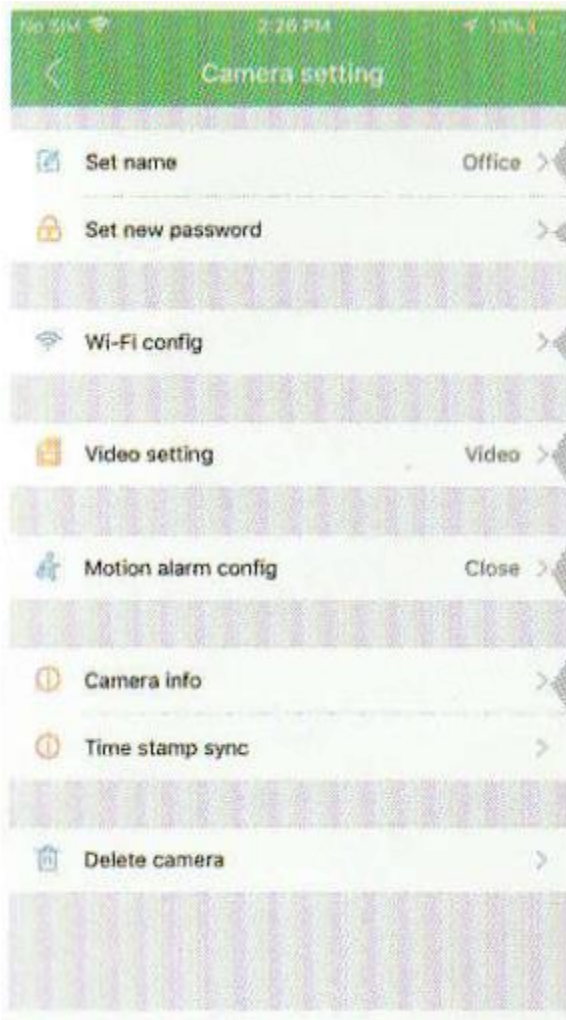 No SIM 2:26 PM 13%
Camera setting
Set name Office
Set new password
Wi-Fi config
Video setting Video
Motion alarm config Close
Camera info
Time stamp sync
Delete camera